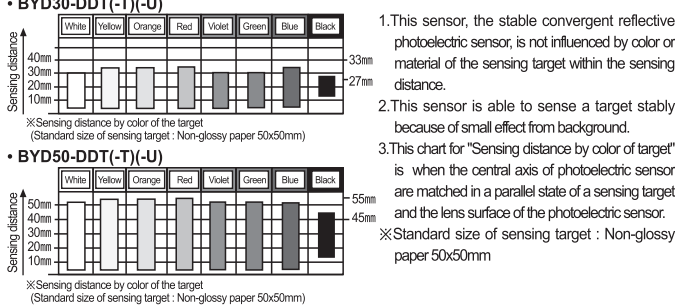 • BYD30-DDT(-T)(-U)
White Yellow Orange Red Violet Green Blue Black
Sensing distance
40mm
30mm
20mm
10mm
33mm
27mm
※Sensing distance by color of the target
(Standard size of sensing target : Non-glossy paper 50x50mm)
• BYD50-DDT(-T)(-U)
White Yellow Orange Red Violet Green Blue Black
Sensing distance
50mm
40mm
30mm
20mm
10mm
55mm
45mm
※Sensing distance by color of the target
(Standard size of sensing target : Non-glossy paper 50x50mm)
1.This sensor, the stable convergent reflective
photoelectric sensor, is not influenced by color or
material of the sensing target within the sensing
distance.
2.This sensor is able to sense a target stably
because of small effect from background.
3.This chart for "Sensing distance by color of target"
is when the central axis of photoelectric sensor
are matched in a parallel state of a sensing target
and the lens surface of the photoelectric sensor.
※Standard size of sensing target : Non-glossy
paper 50x50mm